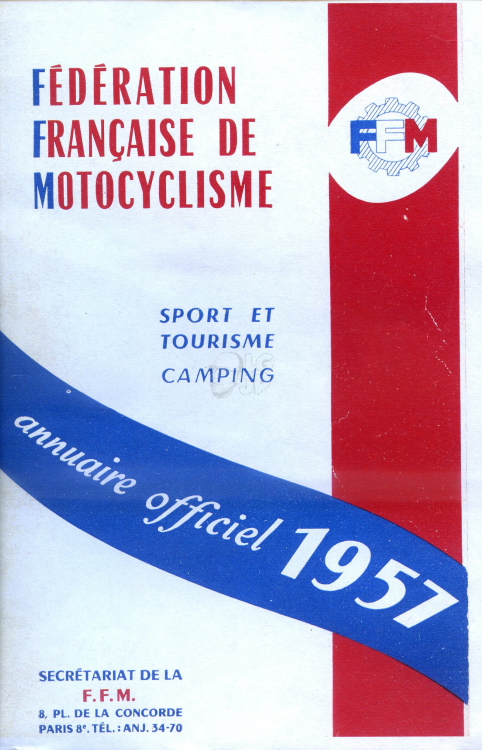 FÉDÉRATION
FRANÇAISE DE
MOTOCYCLISME
FFM
SPORT ET
TOURISME
CAMPING
annuaire officiel 1957
SECRÉTARIAT DE LA
F.F.M.
8, PL. DE LA CONCORDE
PARIS 8e. TÉL. : ANJ. 34-70